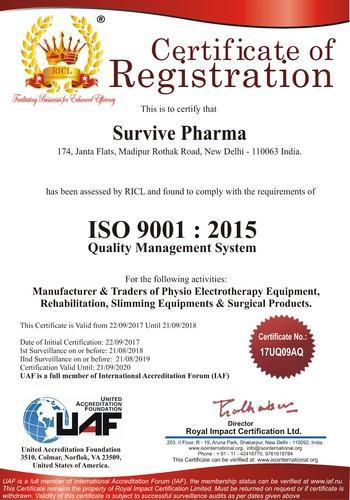 ®
RICL
Facilitating Businesses for Enhanced Efficiency
Certificate of
Registration
This is to certify that
Survive Pharma
174, Janta Flats, Madipur Rothak Road, New Delhi - 110063 India.
has been assessed by RICL and found to comply with the requirements of
ISO 9001 : 2015
Quality Management System
For the following activities:
Manufacturer & Traders of Physio Electrotherapy Equipment,
Rehabilitation, Slimming Equipments & Surgical Products.
This Certificate is Valid from 22/09/2017 Until 21/09/2018
Date of Initial Certification: 22/09/2017
Ist Surveillance on or before: 21/08/2018
IInd Surveillance on or before: 21/08/2019
Certification Valid Until: 21/09/2020
UAF is a full member of International Accreditation Forum (IAF)
Certificate No.:
17UQ09AQ
UNITED
ACCREDITATION
FOUNDATION
UAF
United Accreditation Foundation
3510, Colmar, Norfolk, VA 23509,
United States of America.
Director
Royal Impact Certification Ltd.
203, II Floor, R - 19, Aruna Park, Shakarpur, New Delhi - 110092, India.
www.isointernational.org
Phone : + 91 - 11 - 42418779, 9761618784
This Certificate can be verified at: www.isointernational.org
UAF is a full member of International Accreditation Forum (IAF), the membership status can be verified at www.iaf.nu.
This Certificate remains the property of Royal Impact Certification Limited. Must be returned on request or if certificate is
withdrawn. Validity of this certificate is subject to successful surveillance audits as per dates given above.